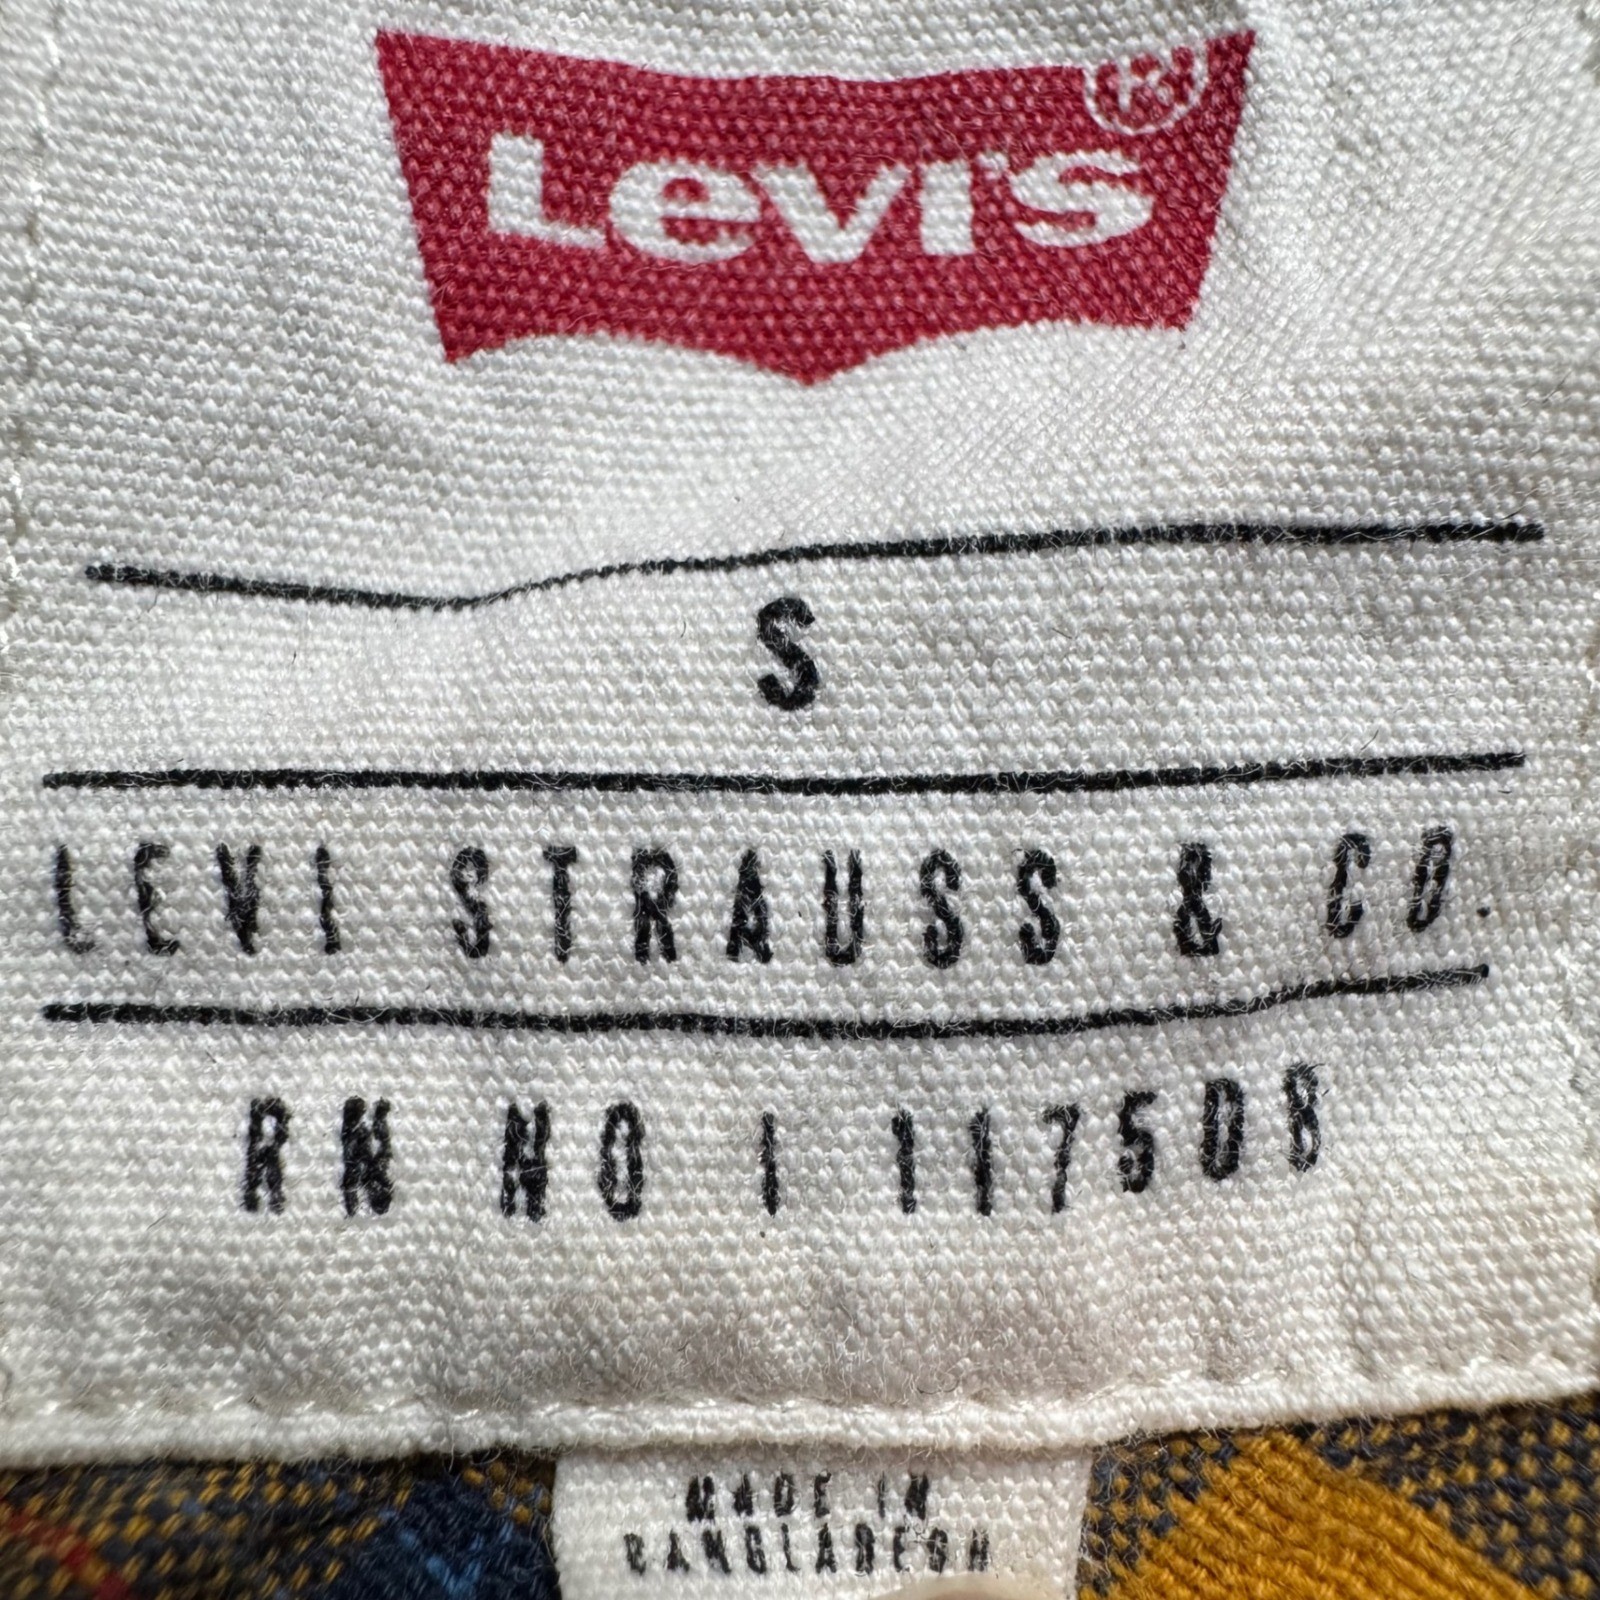 Levi's ®
S
LEVI STRAUSS & CO.
RN NO | 117508
MADE IN
BANGLADESH